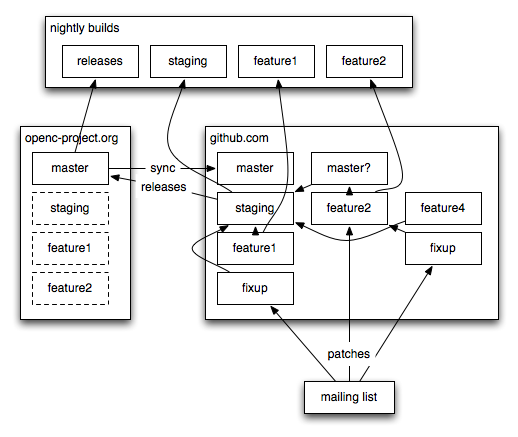 nightly builds
releases
staging
feature1
feature2
openc-project.org
master
staging
feature1
feature2
sync
releases
github.com
master
master?
staging
feature2
feature4
feature1
fixup
fixup
patches
mailing list